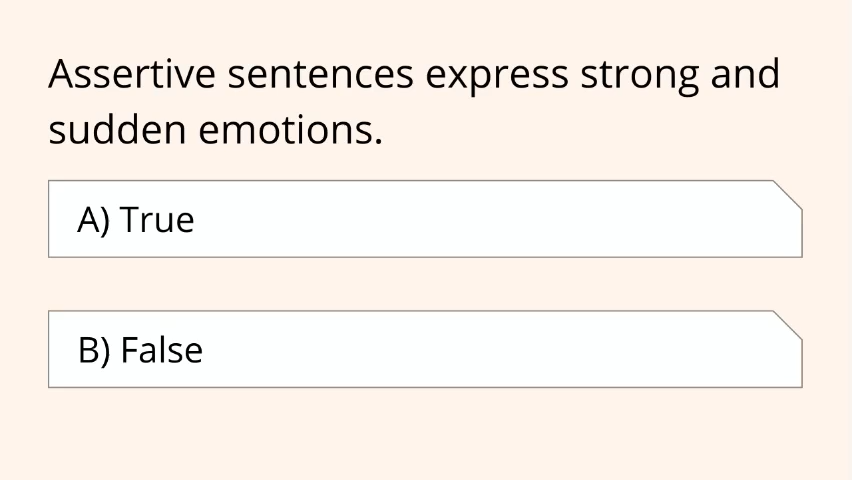 Assertive sentences express strong and
sudden emotions.
A) True
B) False